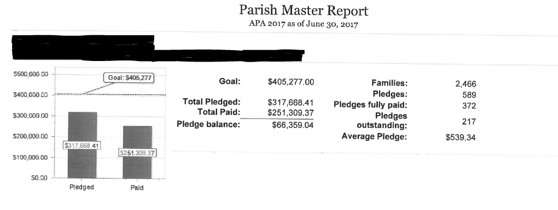 Parish Master Report
APA 2017 as of June 30, 2017
$500,000.00
$400,000.00
$300,000.00
$200,000.00
$100,000.00
$0.00
Goal: $405,277
$317,668.41
$251,309.37
Pledged
Paid
Goal: $405,277.00
Total Pledged: $317,668.41
Total Paid: $251,309.37
Pledge balance: $66,359.04
Families: 2,466
Pledges: 589
Pledges fully paid: 372
Pledges
outstanding: 217
Average Pledge: $539.34